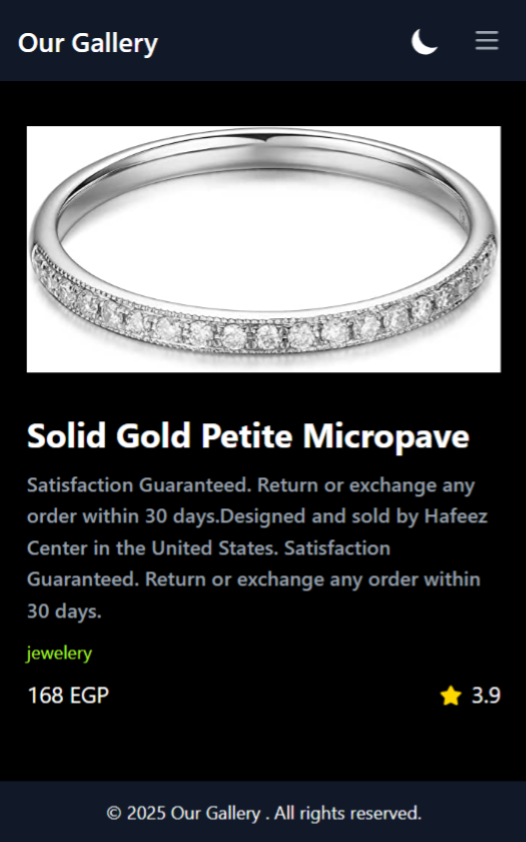 Our Gallery
Solid Gold Petite Micropave
Satisfaction Guaranteed. Return or exchange any
order within 30 days.Designed and sold by Hafeez
Center in the United States. Satisfaction
Guaranteed. Return or exchange any order within
30 days.
jewelery
168 EGP 3.9
© 2025 Our Gallery . All rights reserved.